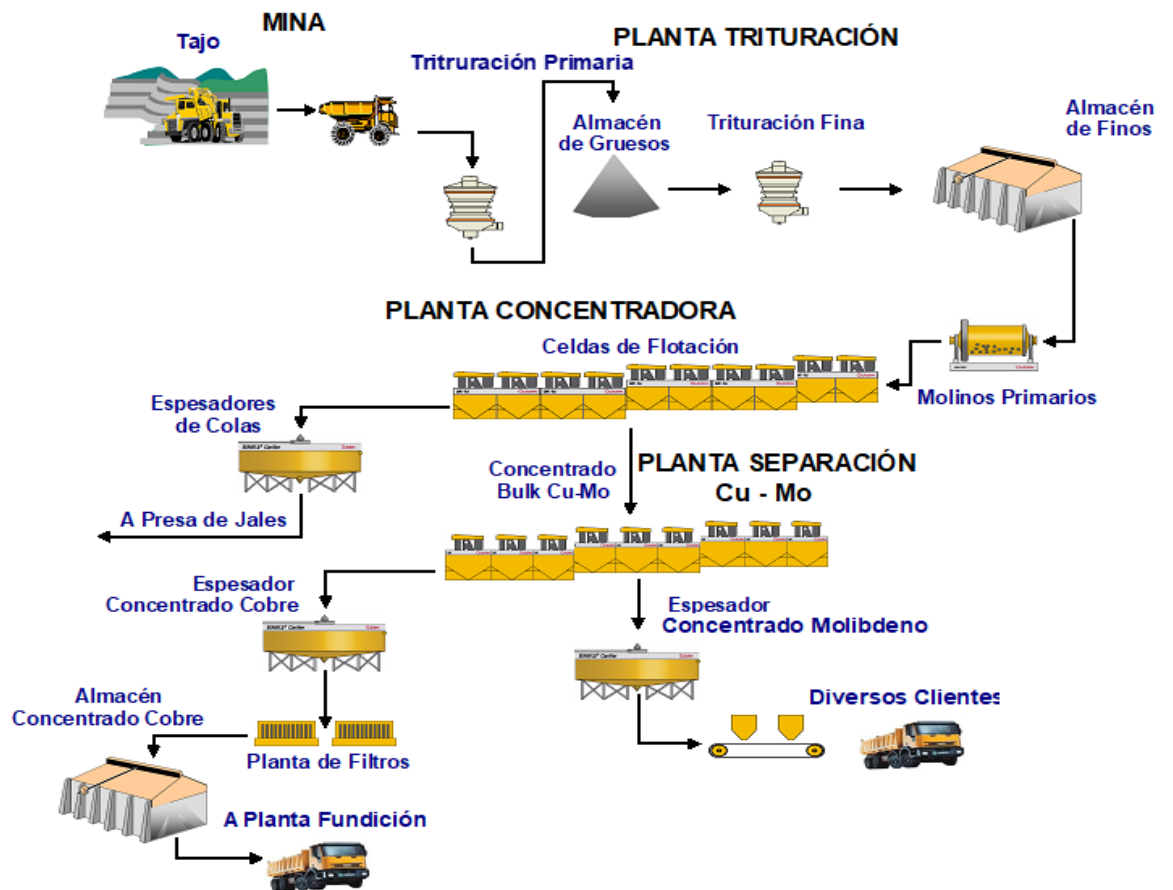 MINA
Tajo
PLANTA TRITURACIÓN
Tritruración Primaria
Almacén
de Gruesos
Trituración Fina
Almacén
de Finos
PLANTA CONCENTRADORA
Celdas de Flotación
Molinos Primarios
Espesadores
de Colas
A Presa de Jales
Concentrado
Bulk Cu-Mo
PLANTA SEPARACIÓN
Cu - Mo
Espesador
Concentrado Cobre
Espesador
Concentrado Molibdeno
Almacén
Concentrado Cobre
Planta de Filtros
Diversos Clientes
A Planta Fundición